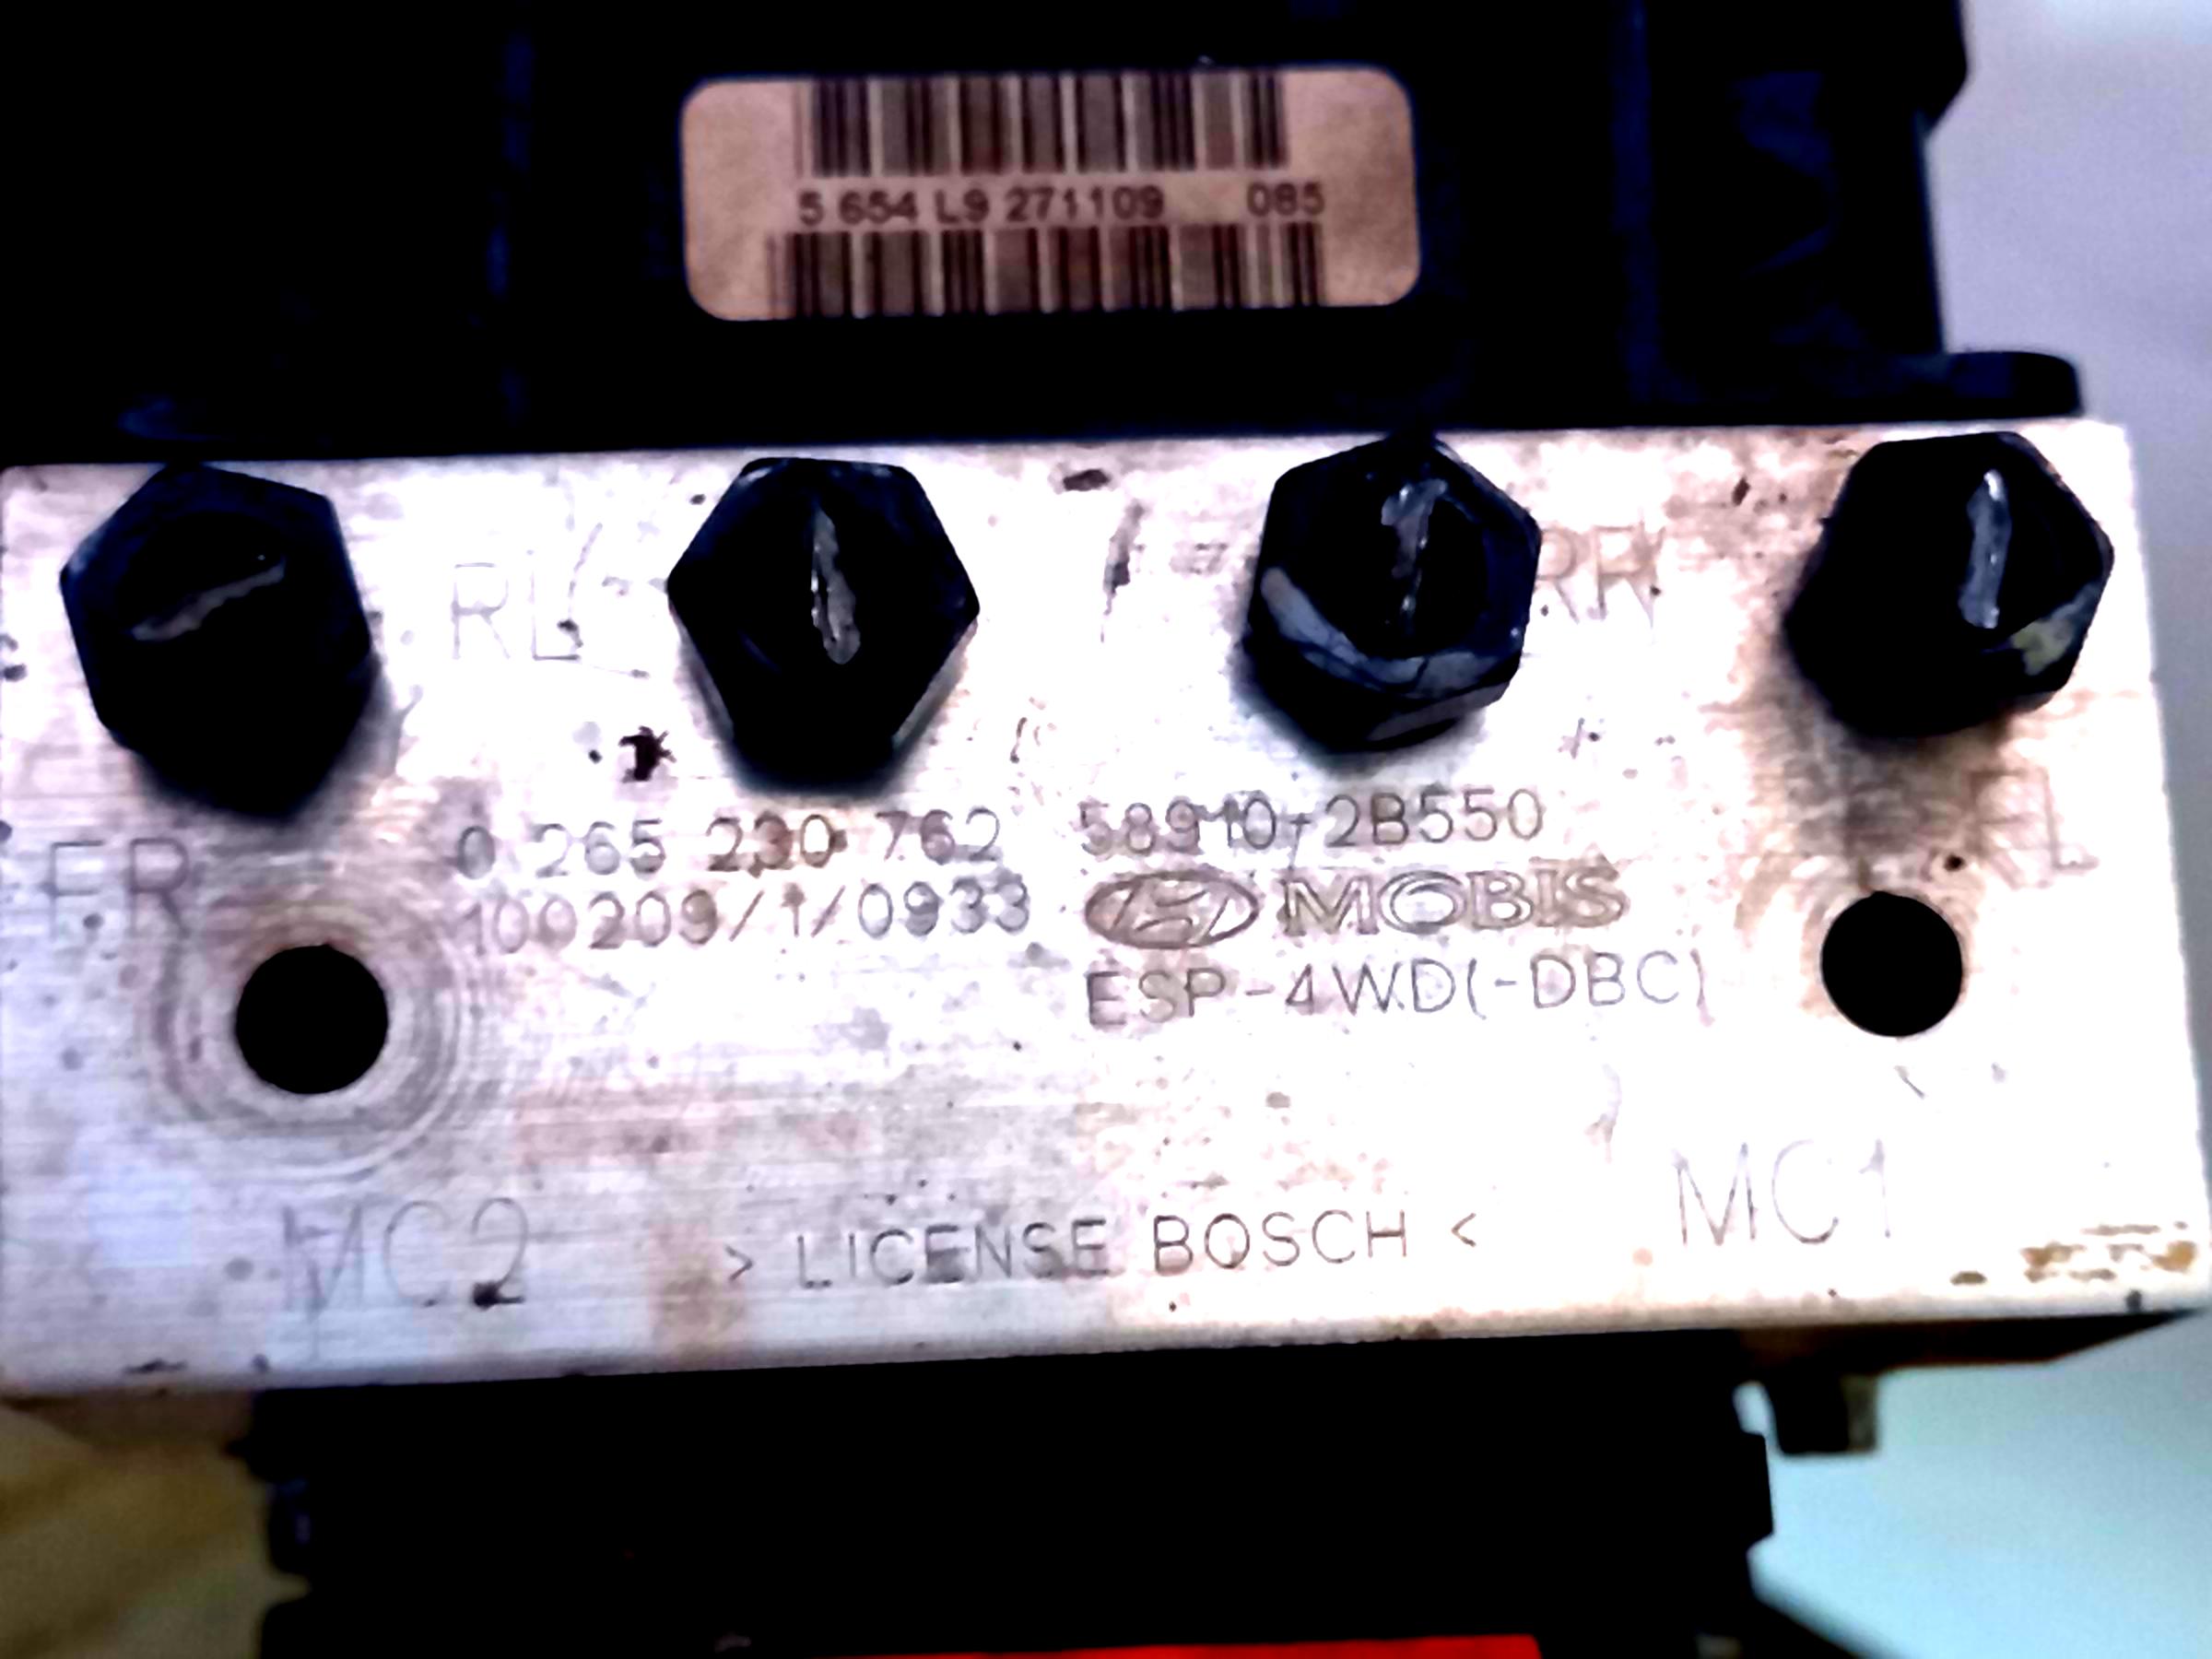 5 654 L9 271109 085
RL
RR
FR
FL
0 265 230 762 58910-2B550
100209/1/0933 MOBIS
ESP-4WD(-DBC)
MC2
> LICENSE BOSCH <
MC1